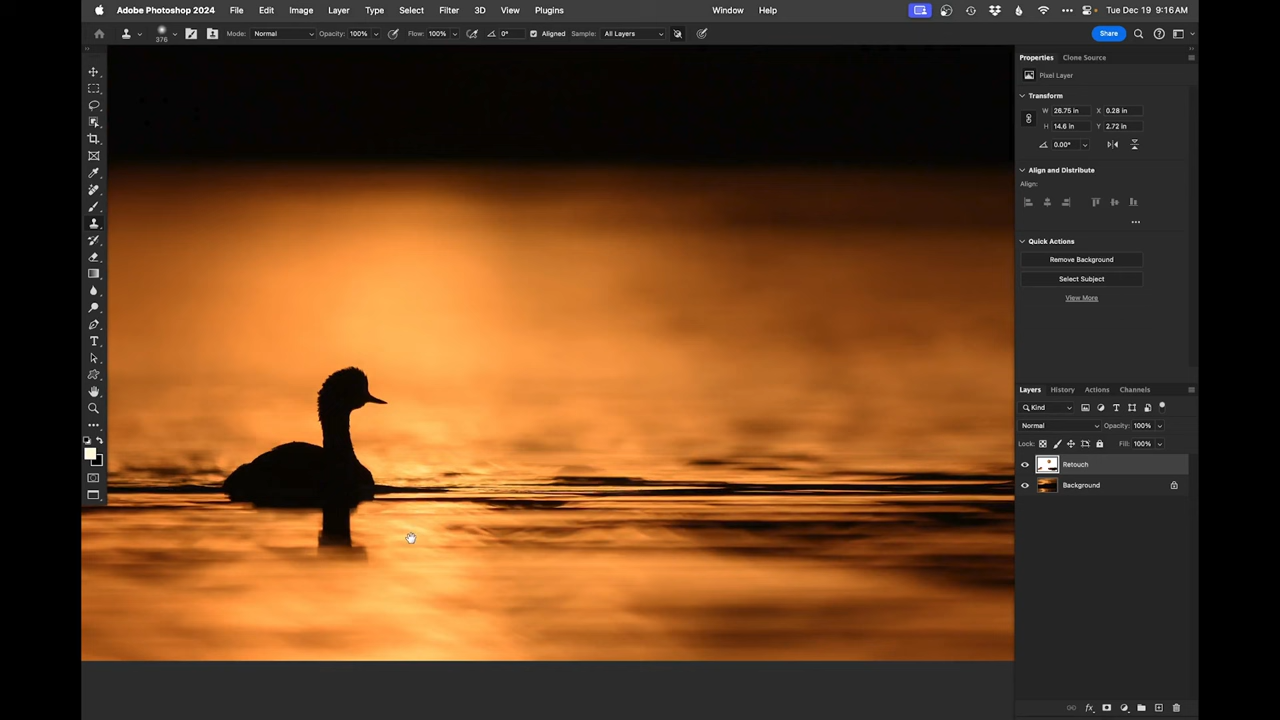 Adobe Photoshop 2024 File Edit Image Layer Type Select Filter 3D View Plugins Window Help Tue Dec 19 9:16 AM
376 Mode: Normal Opacity: 100% Flow: 100% 0° Aligned Sample: All Layers Share
Properties Clone Source
Pixel Layer
Transform
W 26.75 in X 0.28 in
H 14.6 in Y 2.72 in
0.00°
Align and Distribute
Align:
Quick Actions
Remove Background
Select Subject
View More
Layers History Actions Channels
Kind
Normal Opacity: 100%
Lock: Fill: 100%
Retouch
Background